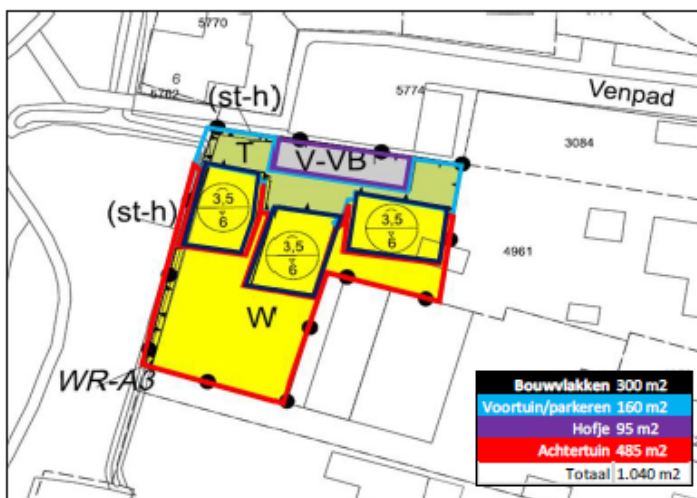 5770
6
5782
(st-h)
5774
Venpad
3084
T
V-VB
(st-h)
3,5
6
3,5
6
3,5
6
4961
W
WR-A3
Bouwvlakken 300 m2
Voortuin/parkeren 160 m2
Hofje 95 m2
Achtertuin 485 m2
Totaal 1.040 m2